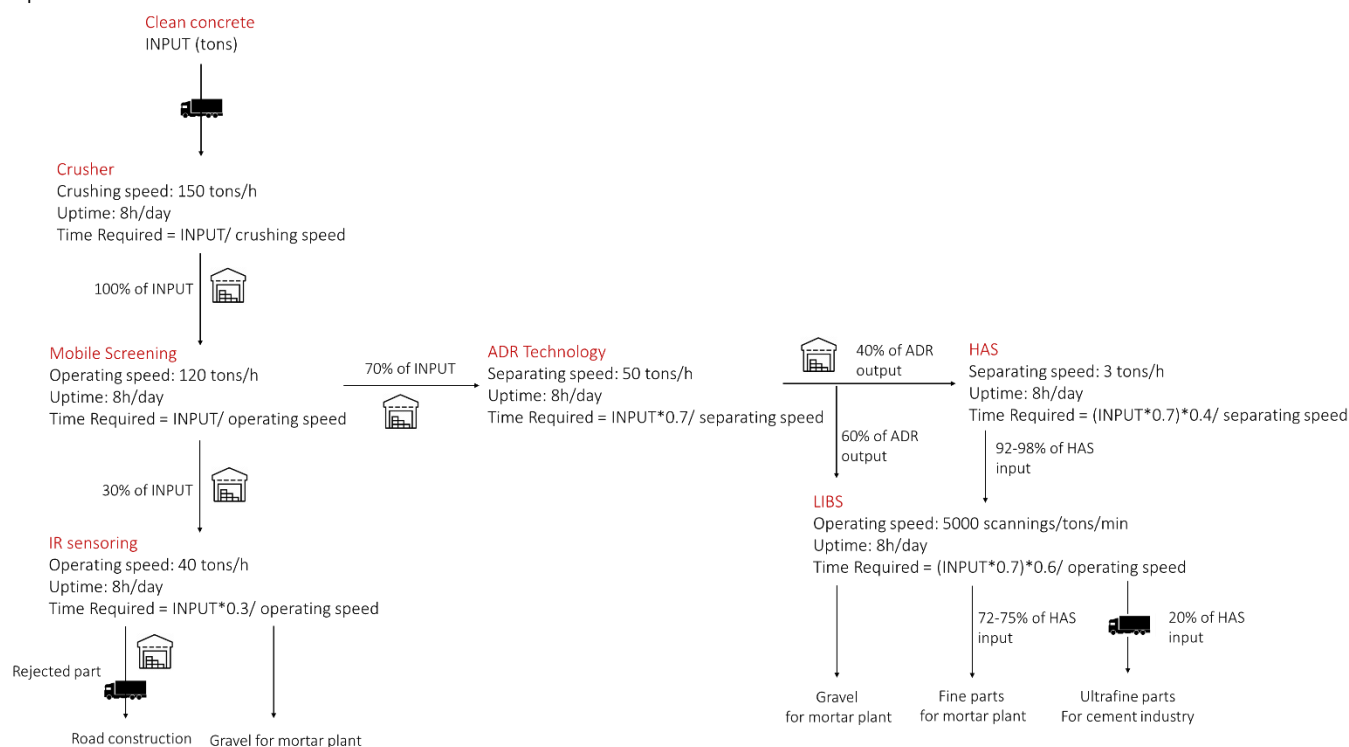 Clean concrete
INPUT (tons)
Crusher
Crushing speed: 150 tons/h
Uptime: 8h/day
Time Required = INPUT/ crushing speed
100% of INPUT
Mobile Screening
Operating speed: 120 tons/h
Uptime: 8h/day
Time Required = INPUT/ operating speed
70% of INPUT
ADR Technology
Separating speed: 50 tons/h
Uptime: 8h/day
Time Required = INPUT*0.7/ separating speed
40% of ADR
output
HAS
Separating speed: 3 tons/h
Uptime: 8h/day
Time Required = (INPUT*0.7)*0.4/ separating speed
60% of ADR
output
92-98% of HAS
input
30% of INPUT
LIBS
Operating speed: 5000 scannings/tons/min
Uptime: 8h/day
Time Required = (INPUT*0.7)*0.6/ operating speed
IR sensoring
Operating speed: 40 tons/h
Uptime: 8h/day
Time Required = INPUT*0.3/ operating speed
72-75% of HAS
input
20% of HAS
input
Rejected part
Road construction
Gravel for mortar plant
Gravel
for mortar plant
Fine parts
for mortar plant
Ultrafine parts
For cement industry